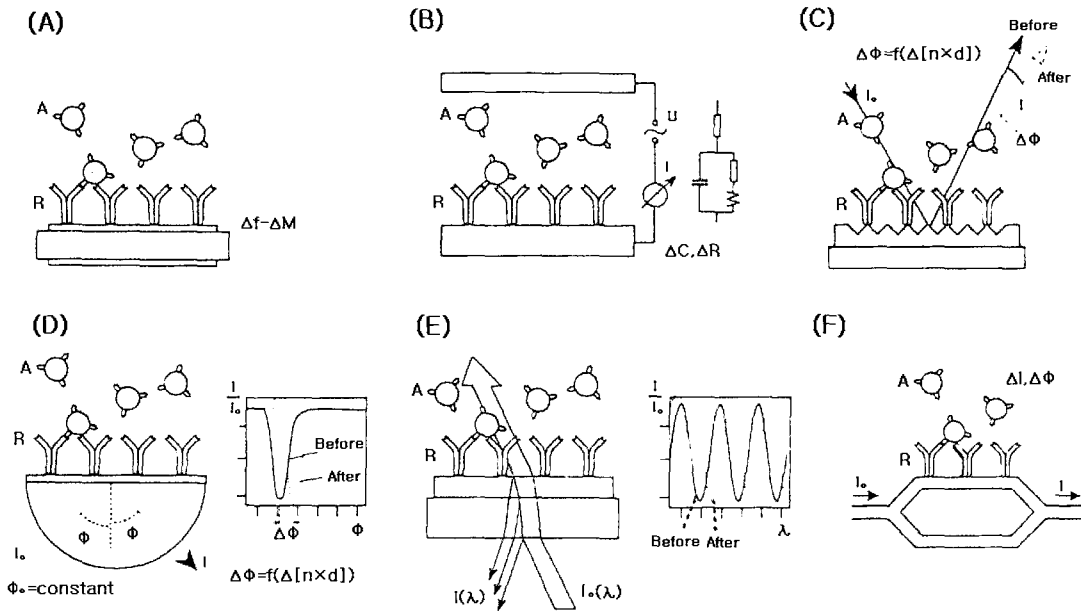 (A)
A
R
Δf−ΔM
(B)
A
R
U
I
ΔC, ΔR
(C)
ΔΦ=f(Δ[n×d])
Before
After
I₀
A
I
ΔΦ
R
(D)
A
R
I
I₀
Before
After
ΔΦ
Φ
Φ
Φ
I₀
I
Φ₀=constant
ΔΦ=f(Δ[n×d])
(E)
A
R
I
I₀
Before After
λ
I(λ)
I₀(λ)
(F)
A
ΔI, ΔΦ
R
I₀
I